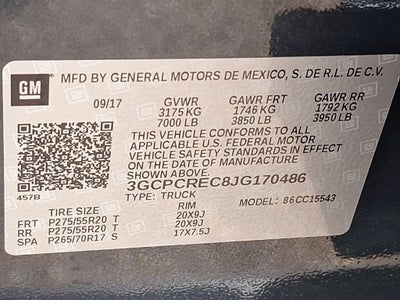 GM
MFD BY GENERAL MOTORS DE MEXICO, S. DE R.L. DE C.V.
09/17 GVWR GAWR FRT GAWR RR
3175 KG 1746 KG 1792 KG
7000 LB 3850 LB 3950 LB
THIS VEHICLE CONFORMS TO ALL
APPLICABLE U.S. FEDERAL MOTOR
VEHICLE SAFETY STANDARDS IN EFFECT
ON THE DATE OF MANUFACTURE SHOWN ABOVE.
3GCPCREC8JG170486
457B
TYPE: TRUCK MODEL: 86CC15543
TIRE SIZE RIM
FRT P275/55R20 T 20X9J
RR P275/55R20 T 20X9J
SPA P265/70R17 S 17X7.5J